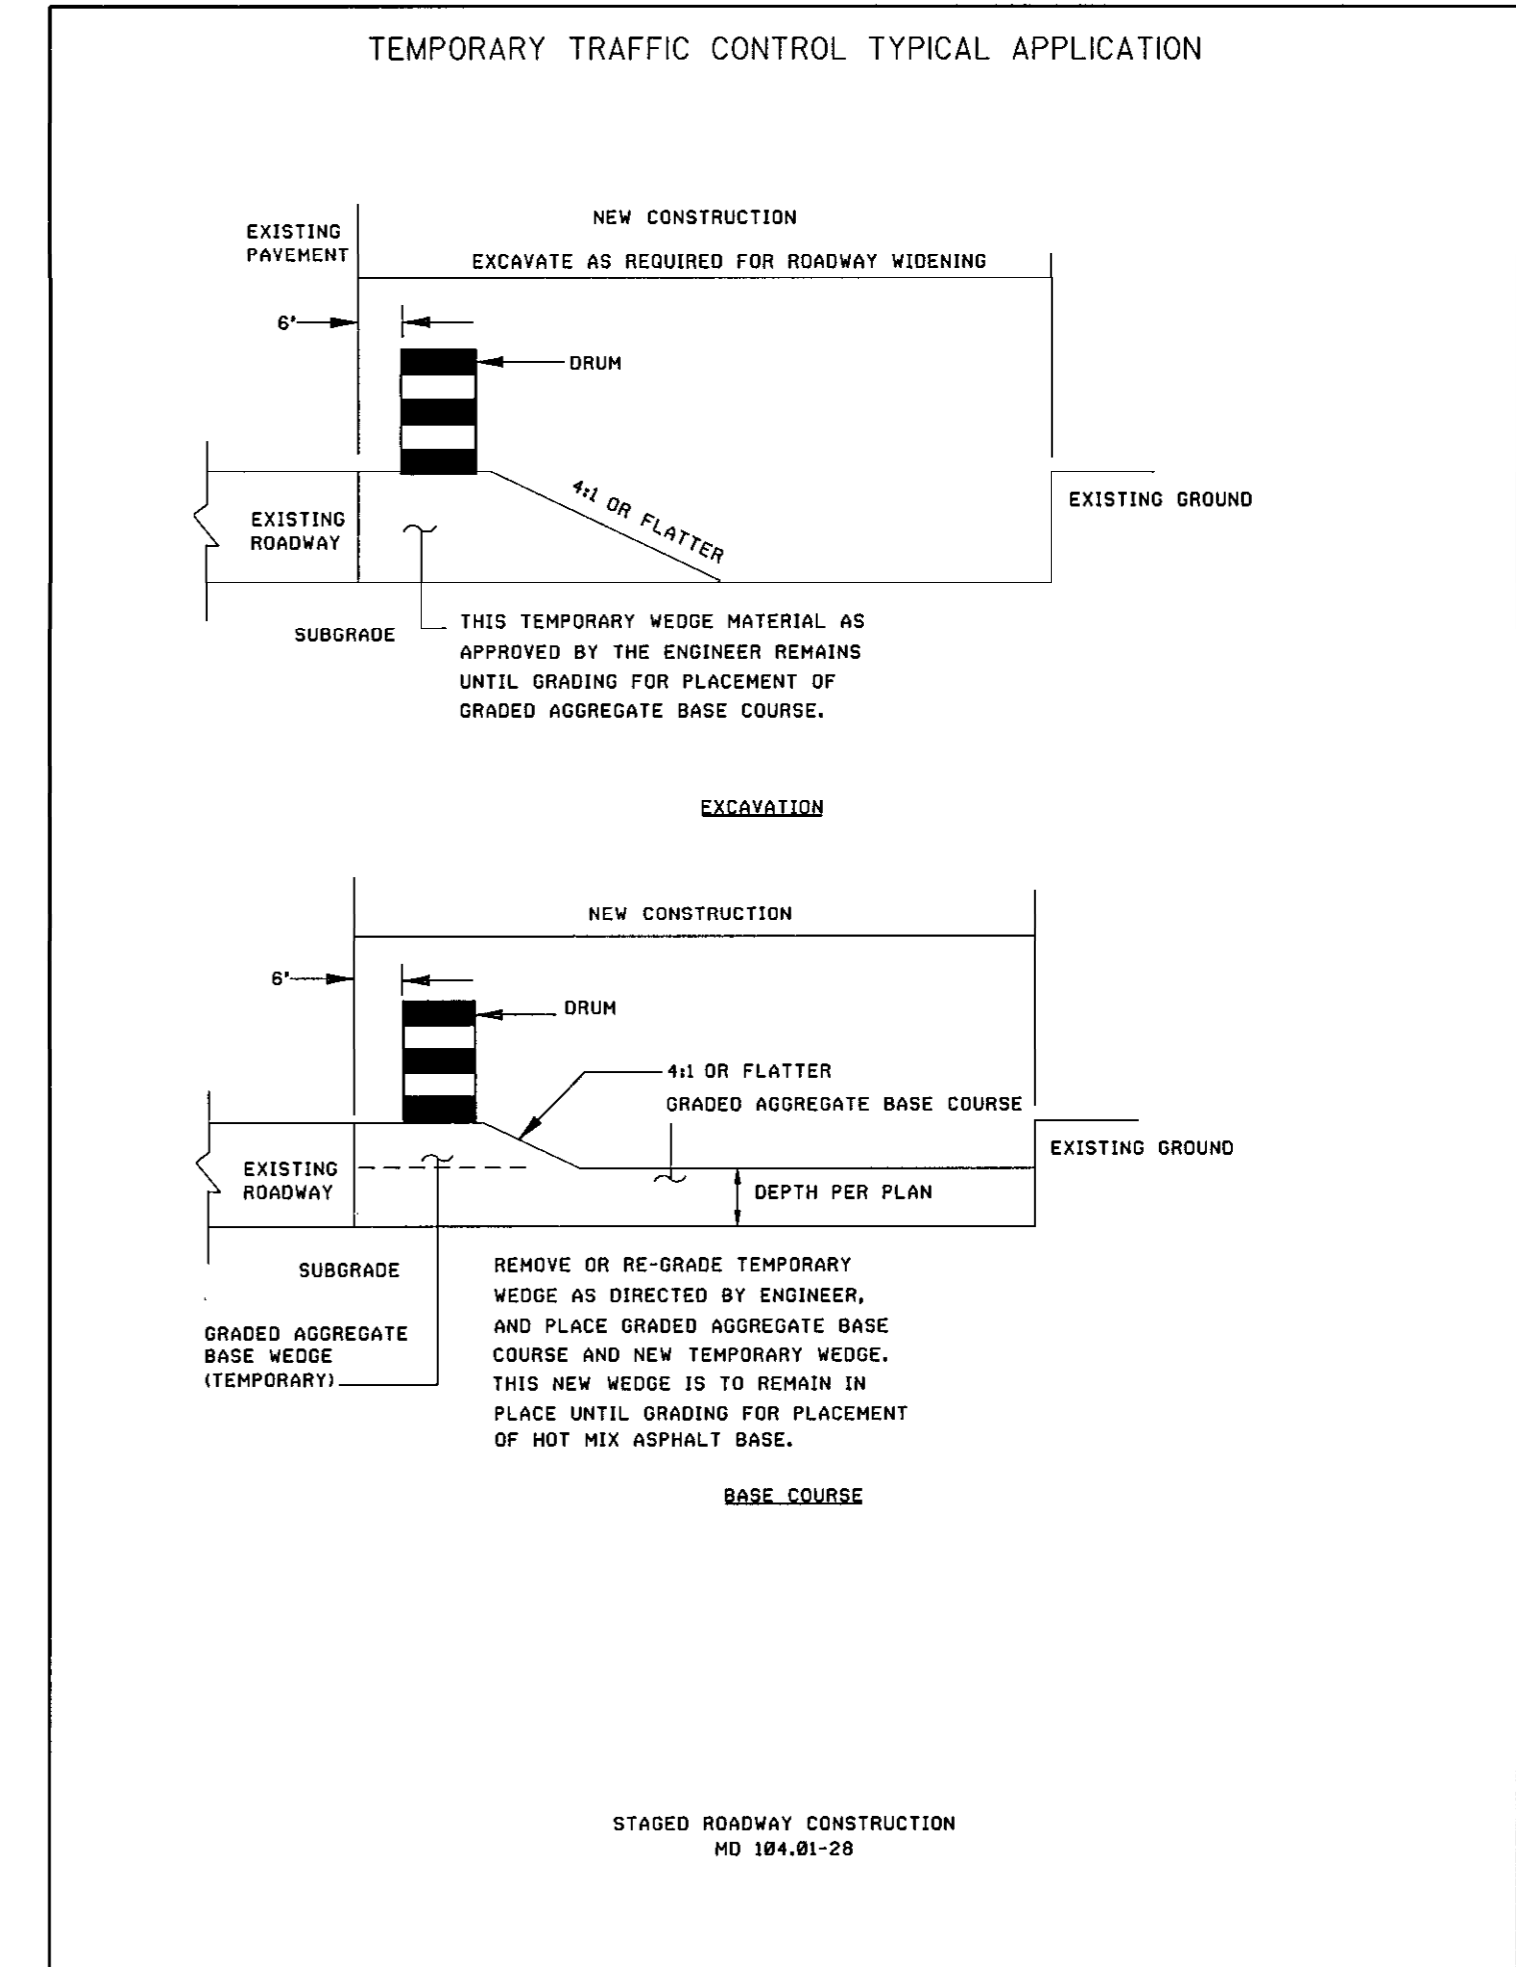 TEMPORARY TRAFFIC CONTROL TYPICAL APPLICATION
NEW CONSTRUCTION
EXISTING
PAVEMENT
EXCAVATE AS REQUIRED FOR ROADWAY WIDENING
6'
DRUM
4:1 OR FLATTER
EXISTING GROUND
EXISTING
ROADWAY
SUBGRADE
THIS TEMPORARY WEDGE MATERIAL AS
APPROVED BY THE ENGINEER REMAINS
UNTIL GRADING FOR PLACEMENT OF
GRADED AGGREGATE BASE COURSE.
EXCAVATION
NEW CONSTRUCTION
6'
DRUM
4:1 OR FLATTER
GRADED AGGREGATE BASE COURSE
EXISTING GROUND
EXISTING
ROADWAY
DEPTH PER PLAN
SUBGRADE
GRADED AGGREGATE
BASE WEDGE
(TEMPORARY)
REMOVE OR RE-GRADE TEMPORARY
WEDGE AS DIRECTED BY ENGINEER,
AND PLACE GRADED AGGREGATE BASE
COURSE AND NEW TEMPORARY WEDGE.
THIS NEW WEDGE IS TO REMAIN IN
PLACE UNTIL GRADING FOR PLACEMENT
OF HOT MIX ASPHALT BASE.
BASE COURSE
STAGED ROADWAY CONSTRUCTION
MD 104.01-28